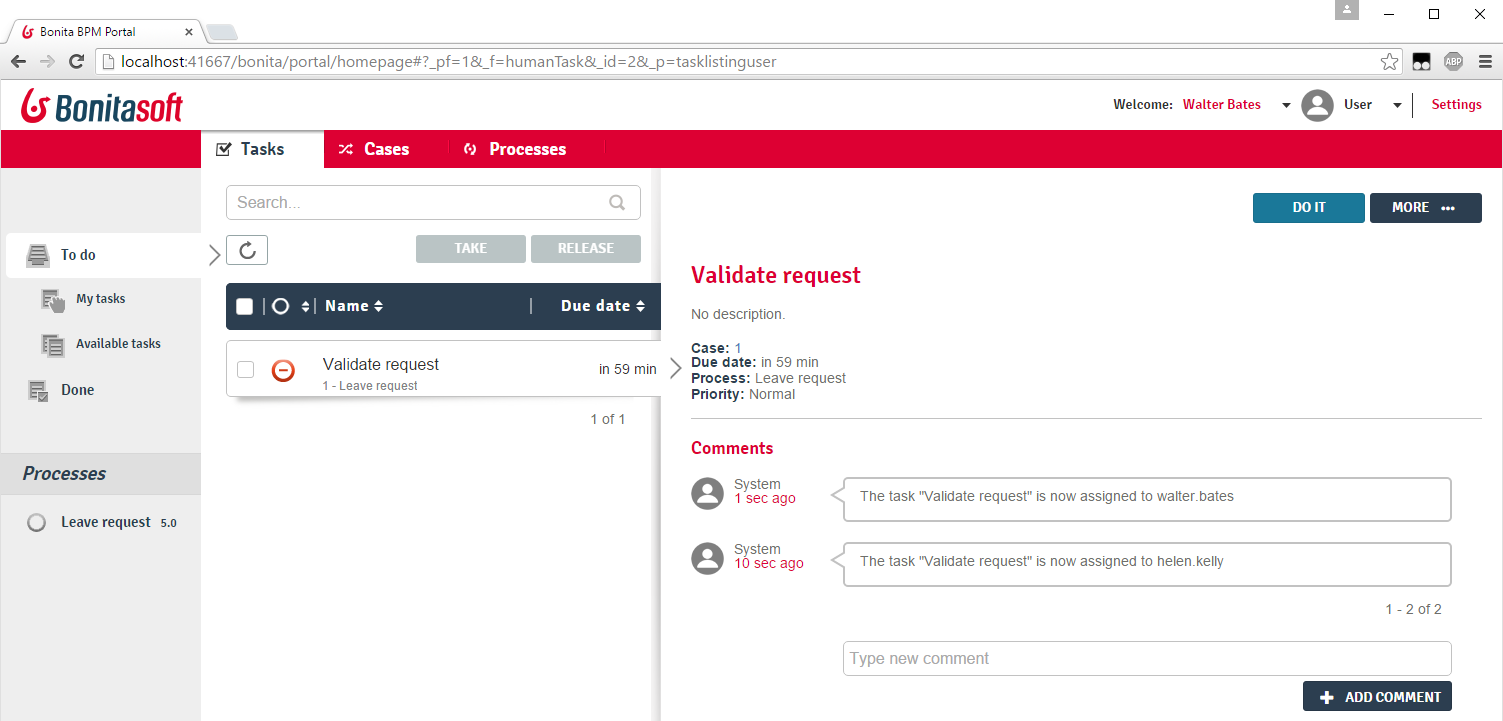 Bonita BPM Portal
localhost:41667/bonita/portal/homepage#?_pf=1&_f=humanTask&_id=2&_p=tasklistinguser
ABP
Bonitasoft
Welcome: Walter Bates
User
Settings
Tasks
Cases
Processes
To do
My tasks
Available tasks
Done
Processes
Leave request 5.0
Search...
TAKE
RELEASE
Name
Due date
Validate request
in 59 min
1 - Leave request
1 of 1
DO IT
MORE •••
Validate request
No description.
Case: 1
Due date: in 59 min
Process: Leave request
Priority: Normal
Comments
System
1 sec ago
The task "Validate request" is now assigned to walter.bates
System
10 sec ago
The task "Validate request" is now assigned to helen.kelly
1 - 2 of 2
Type new comment
ADD COMMENT